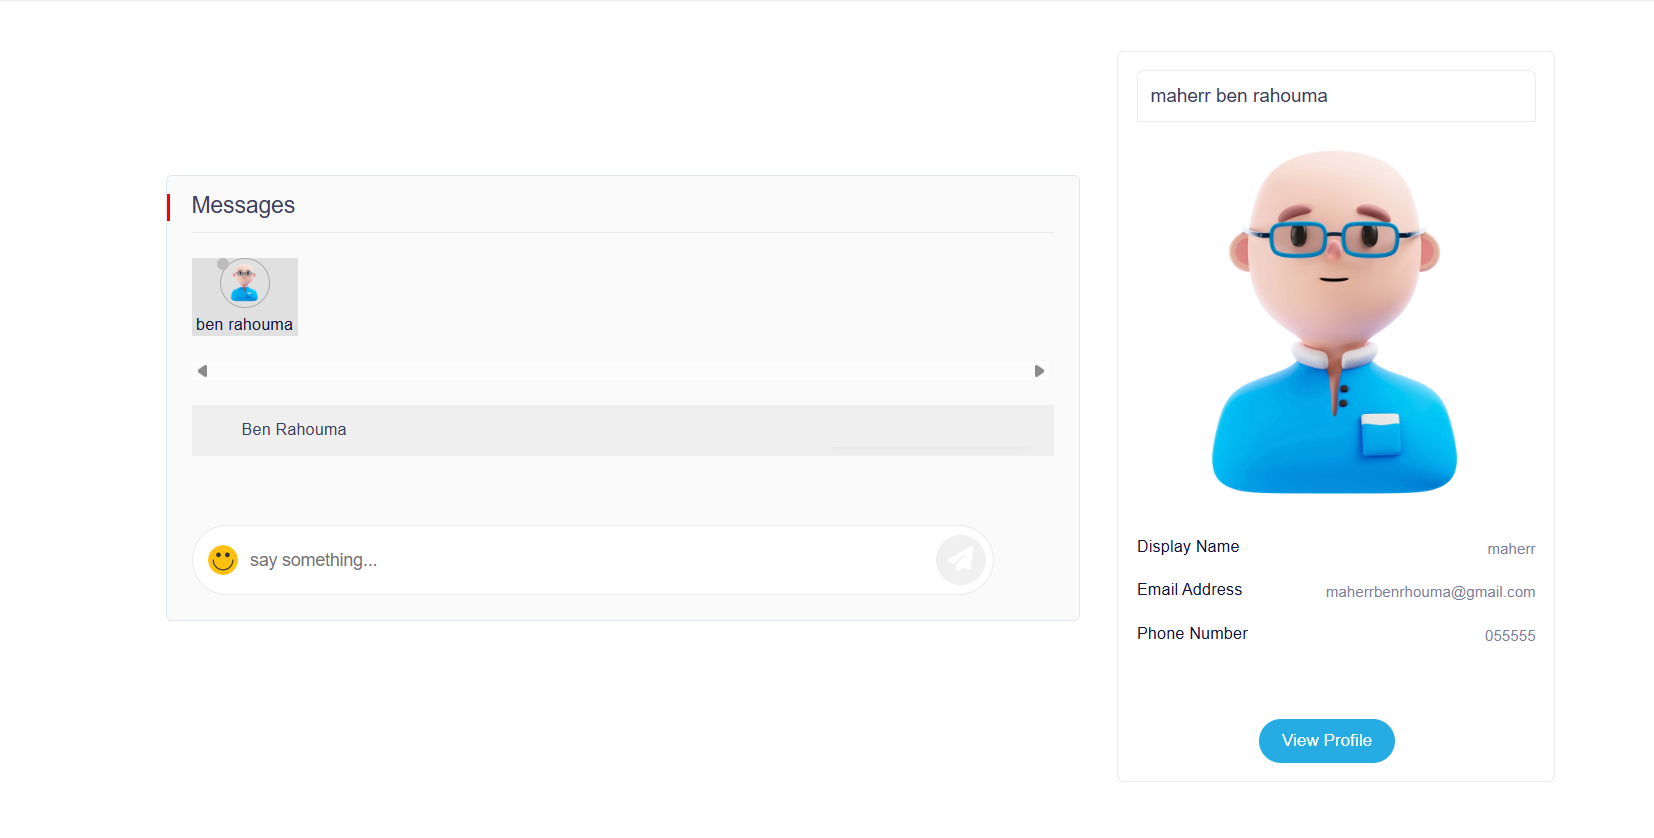 Messages
ben rahouma
Ben Rahouma
say something...
maherr ben rahouma
Display Name maherr
Email Address maherrbenrhouma@gmail.com
Phone Number 055555
View Profile